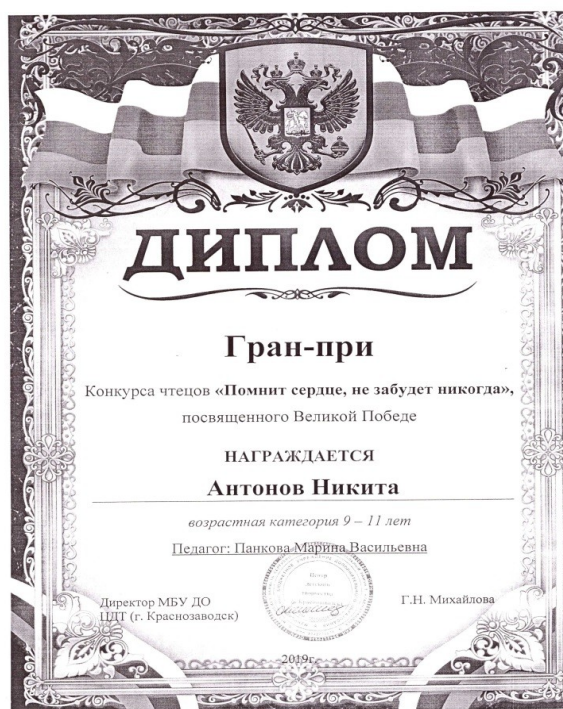 ДИПЛОМ
Гран-при
Конкурса чтецов «Помнит сердце, не забудет никогда»,
посвященного Великой Победе
НАГРАЖДАЕТСЯ
Антонов Никита
возрастная категория 9 – 11 лет
Педагог: Панкова Марина Васильевна
Директор МБУ ДО
ЦДТ (г. Краснозаводск)
Г.Н. Михайлова
2019г.